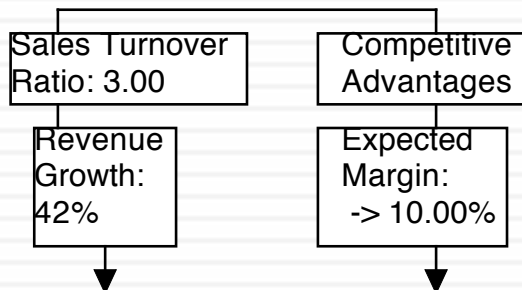 Sales Turnover
Ratio: 3.00
Competitive
Advantages
Revenue
Growth:
42%
Expected
Margin:
-> 10.00%